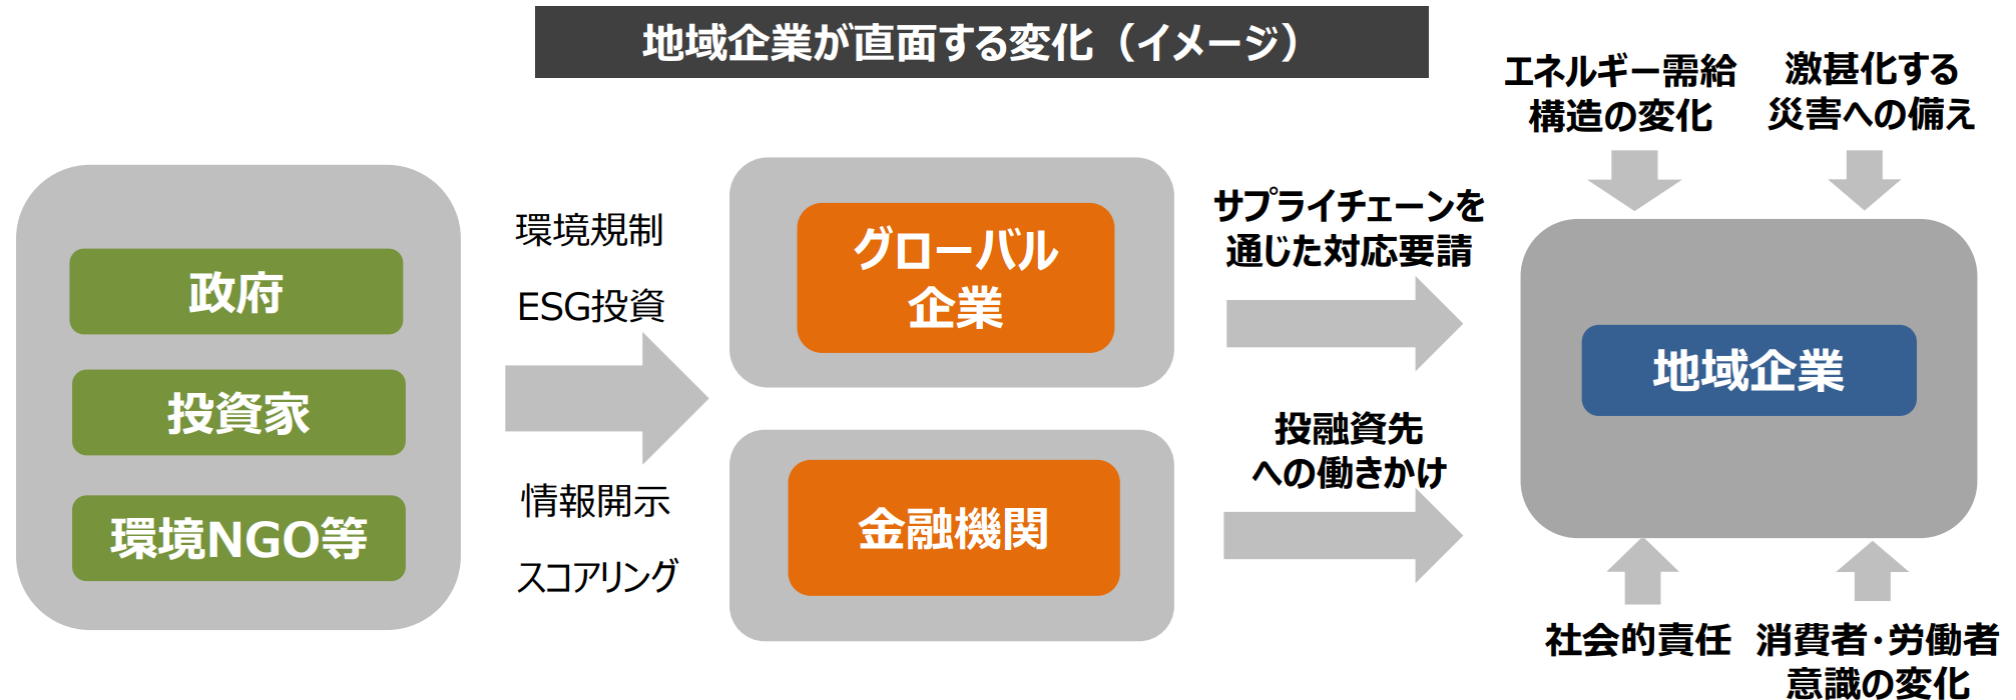 地域企業が直面する変化（イメージ）
政府
投資家
環境NGO等
環境規制
ESG投資
情報開示
スコアリング
グローバル
企業
金融機関
サプライチェーンを
通じた対応要請
投融資先
への働きかけ
エネルギー需給
構造の変化
激甚化する
災害への備え
地域企業
社会的責任
消費者・労働者
意識の変化